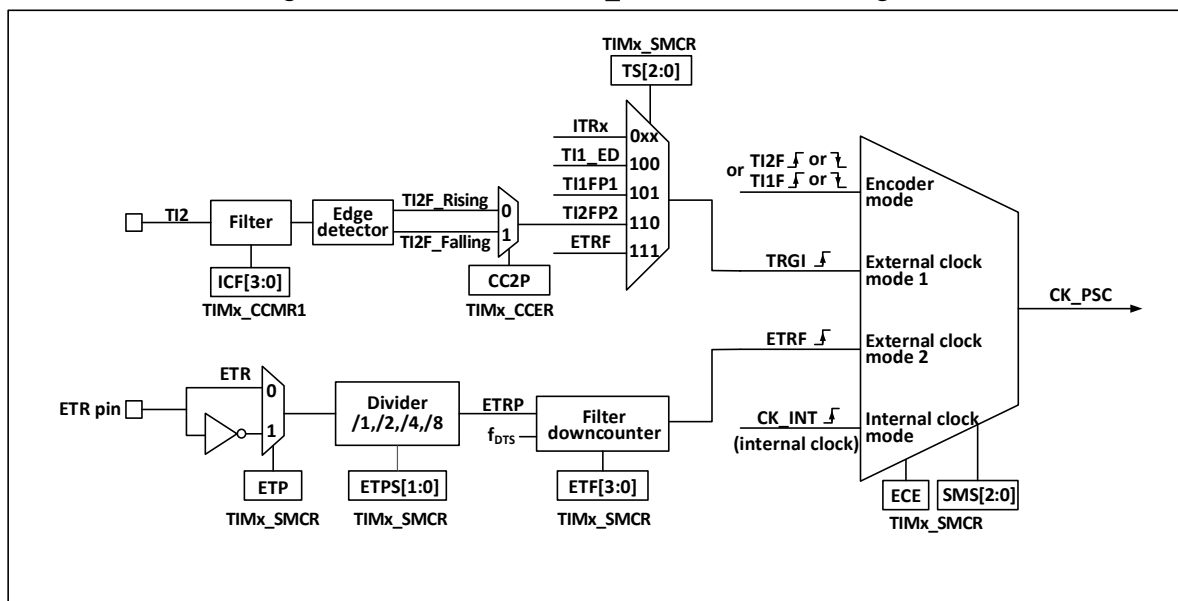 TIMx_SMCR
TS[2:0]
ITRx
0xx
TI1_ED
100
TI1FP1
101
TI2FP2
110
ETRF
111
TI2
Filter
ICF[3:0]
TIMx_CCMR1
Edge
detector
TI2F_Rising
TI2F_Falling
0
1
CC2P
TIMx_CCER
or TI2F or
TI1F or
Encoder
mode
TRGI
External clock
mode 1
ETRF
External clock
mode 2
CK_INT
(internal clock)
Internal clock
mode
CK_PSC
ECE
SMS[2:0]
TIMx_SMCR
ETR pin
ETR
0
1
ETP
TIMx_SMCR
Divider
/1,/2,/4,/8
ETPS[1:0]
TIMx_SMCR
ETRP
fDTS
Filter
downcounter
ETF[3:0]
TIMx_SMCR